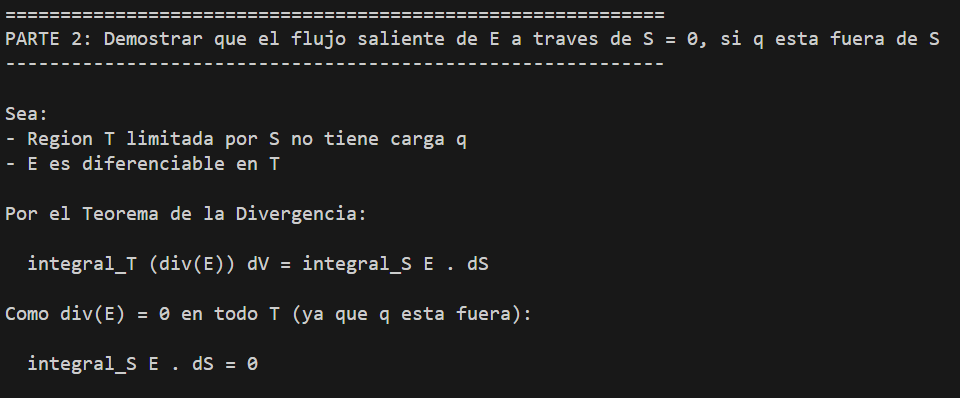 ============================================================
PARTE 2: Demostrar que el flujo saliente de E a traves de S = 0, si q esta fuera de S
------------------------------------------------------------
Sea:
- Region T limitada por S no tiene carga q
- E es diferenciable en T
Por el Teorema de la Divergencia:
integral_T (div(E)) dV = integral_S E . dS
Como div(E) = 0 en todo T (ya que q esta fuera):
integral_S E . dS = 0